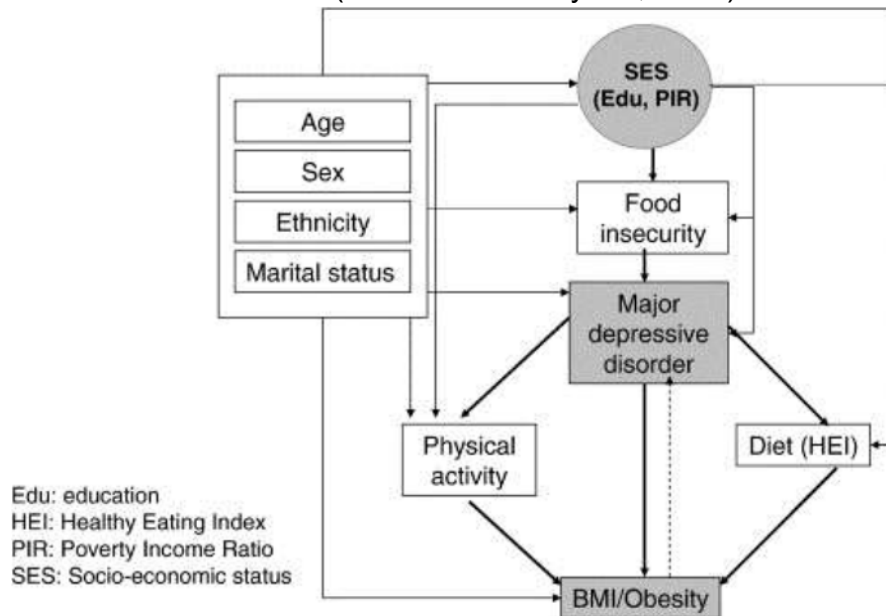 SES
(Edu, PIR)
Age
Sex
Ethnicity
Marital status
Food
insecurity
Major
depressive
disorder
Physical
activity
Diet (HEI)
Edu: education
HEI: Healthy Eating Index
PIR: Poverty Income Ratio
SES: Socio-economic status
BMI/Obesity